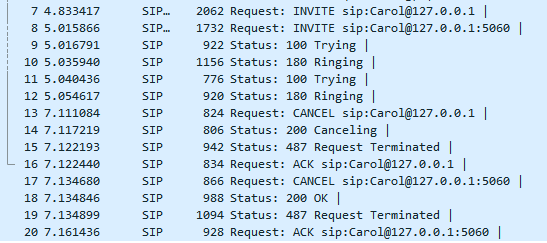 7 4.833417 SIP… 2062 Request: INVITE sip:Carol@127.0.0.1 |
8 5.015866 SIP… 1732 Request: INVITE sip:Carol@127.0.0.1:5060 |
9 5.016791 SIP 922 Status: 100 Trying |
10 5.035940 SIP 1156 Status: 180 Ringing |
11 5.040436 SIP 776 Status: 100 Trying |
12 5.054617 SIP 920 Status: 180 Ringing |
13 7.111084 SIP 824 Request: CANCEL sip:Carol@127.0.0.1 |
14 7.117219 SIP 806 Status: 200 Canceling |
15 7.122193 SIP 942 Status: 487 Request Terminated |
16 7.122440 SIP 834 Request: ACK sip:Carol@127.0.0.1 |
17 7.134680 SIP 866 Request: CANCEL sip:Carol@127.0.0.1:5060 |
18 7.134846 SIP 988 Status: 200 OK |
19 7.134899 SIP 1094 Status: 487 Request Terminated |
20 7.161436 SIP 928 Request: ACK sip:Carol@127.0.0.1:5060 |